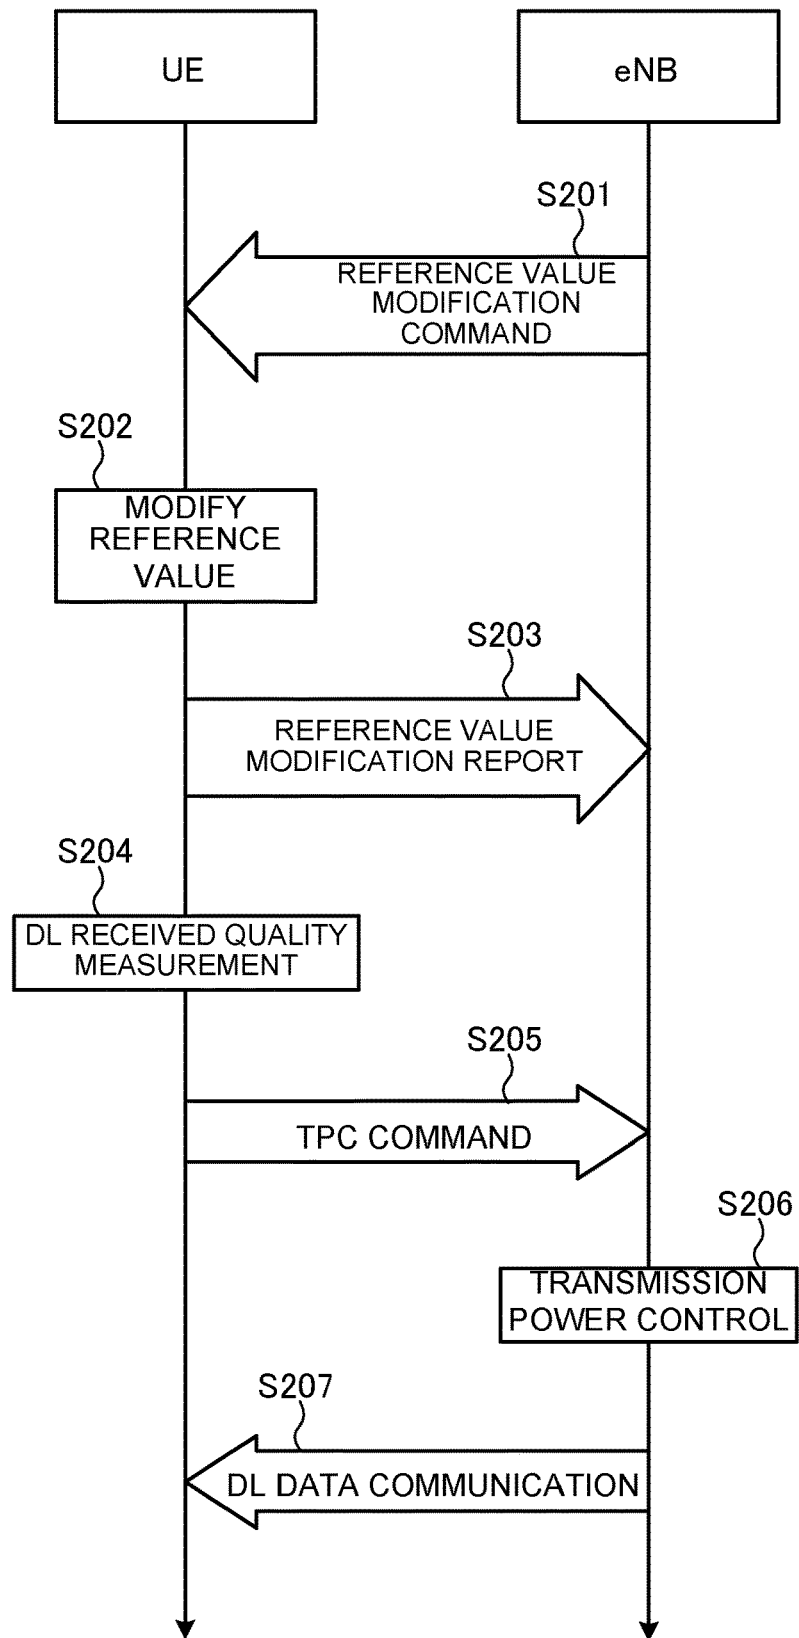 UE
eNB
S201
REFERENCE VALUE
MODIFICATION
COMMAND
S202
MODIFY
REFERENCE
VALUE
S203
REFERENCE VALUE
MODIFICATION REPORT
S204
DL RECEIVED QUALITY
MEASUREMENT
S205
TPC COMMAND
S206
TRANSMISSION
POWER CONTROL
S207
DL DATA COMMUNICATION